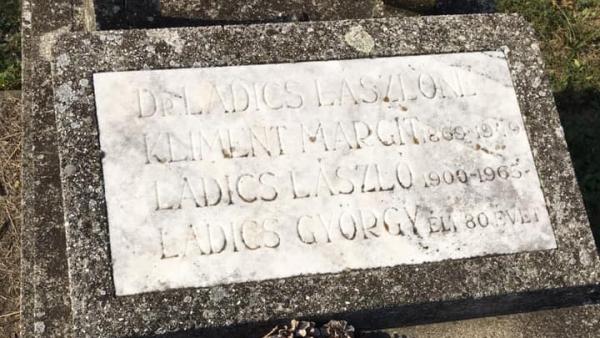 Dr LADICS LÁSZLÓNÉ
KLIMENT MARGIT
LADICS LÁSZLÓ 1900-1965
LADICS GYÖRGY ÉLT 80 ÉVET